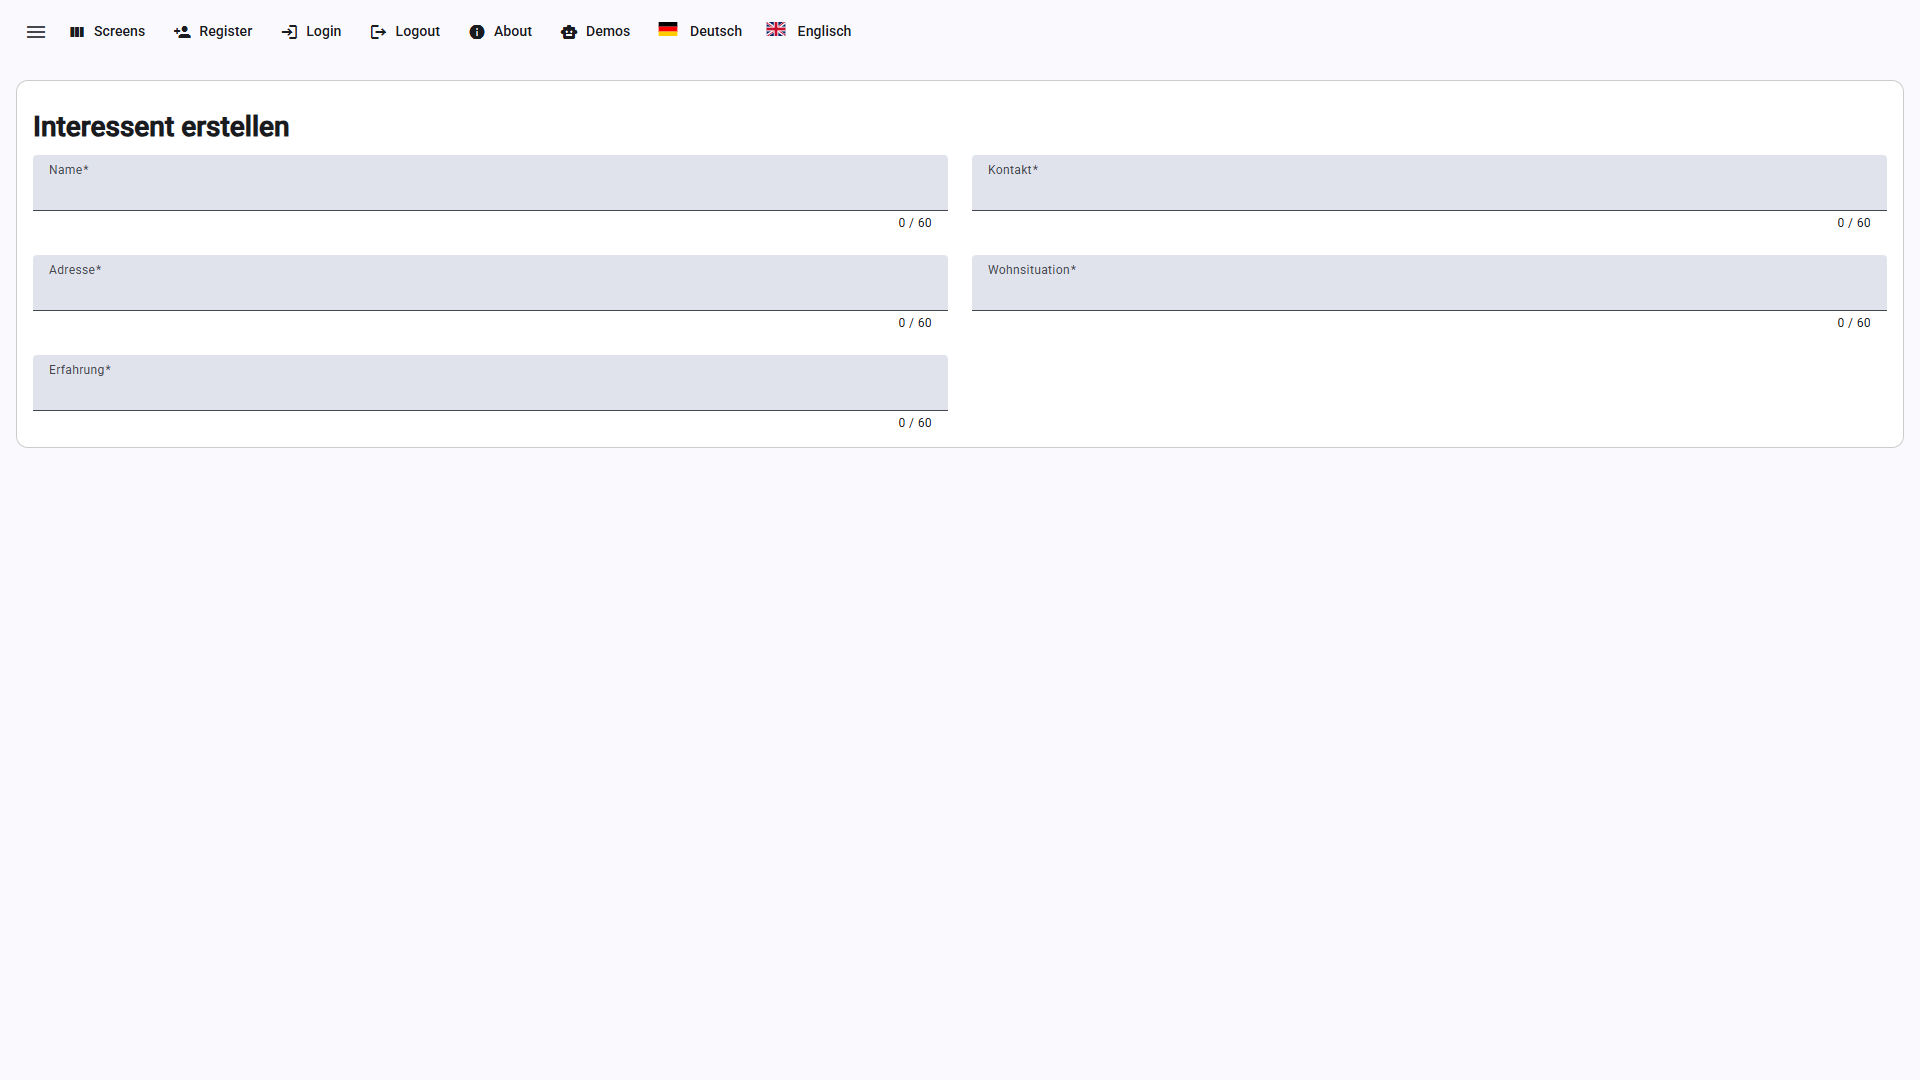 Screens Register Login Logout About Demos Deutsch Englisch
Interessent erstellen
Name*
0 / 60
Kontakt*
0 / 60
Adresse*
0 / 60
Wohnsituation*
0 / 60
Erfahrung*
0 / 60